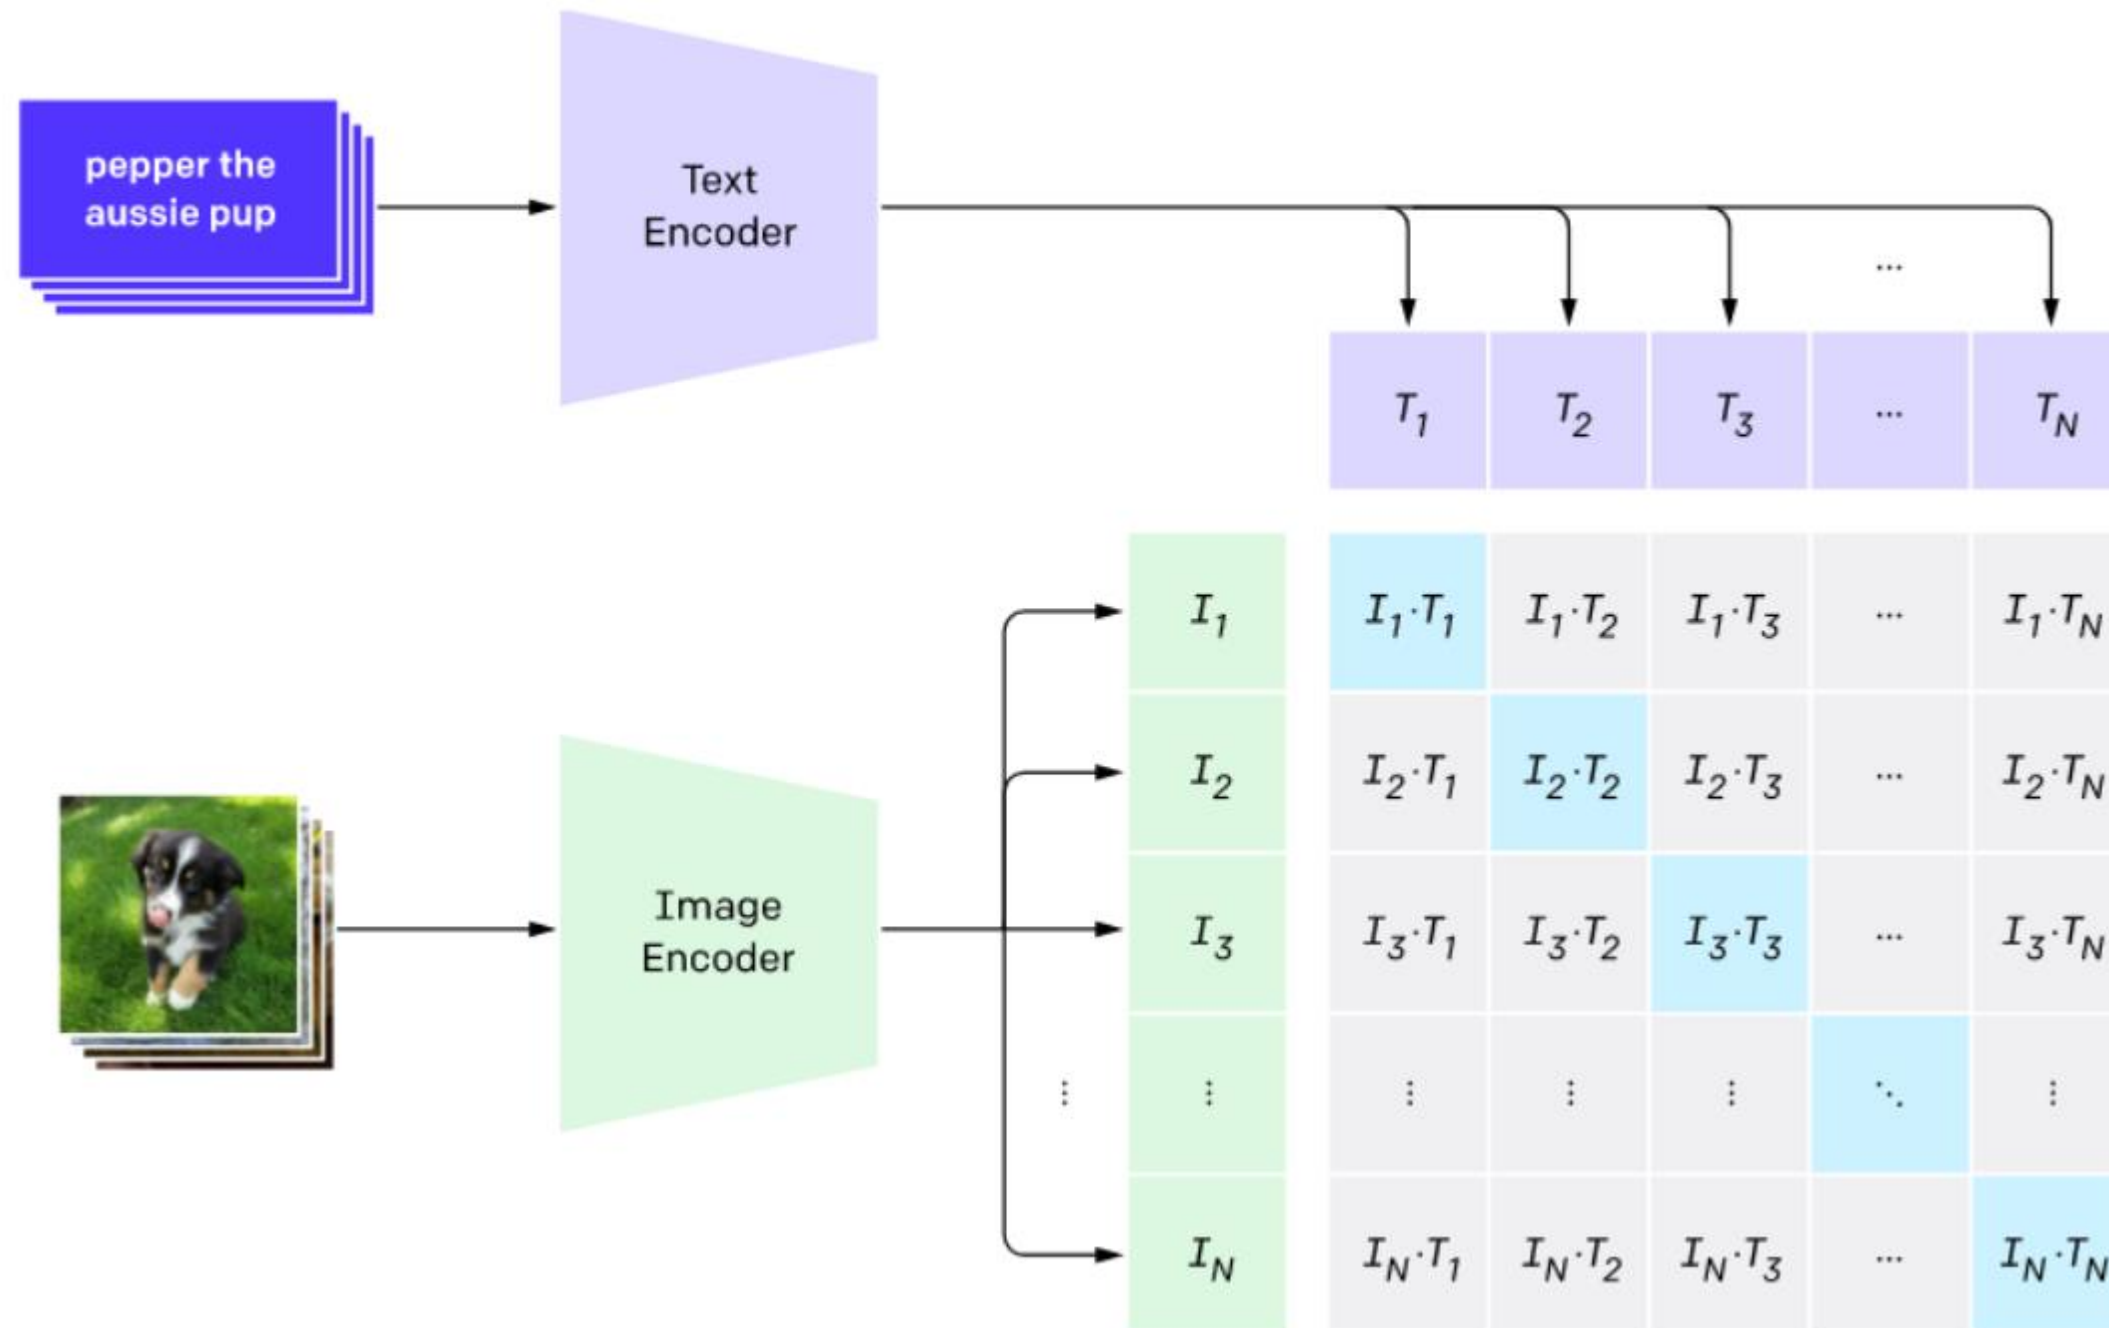 pepper the
aussie pup
Text
Encoder
...
T1 T2 T3 ... TN
I1 I1·T1 I1·T2 I1·T3 ... I1·TN
I2 I2·T1 I2·T2 I2·T3 ... I2·TN
Image
Encoder
I3 I3·T1 I3·T2 I3·T3 ... I3·TN
⋮ ⋮ ⋮ ⋮ ⋮ ⋱ ⋮
IN IN·T1 IN·T2 IN·T3 ... IN·TN